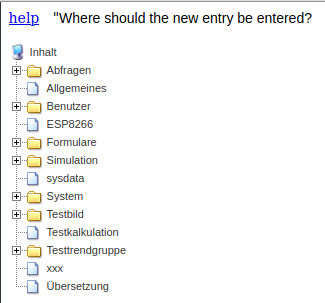 help "Where should the new entry be entered?
Inhalt
Abfragen
Allgemeines
Benutzer
ESP8266
Formulare
Simulation
sysdata
System
Testbild
Testkalkulation
Testtrendgruppe
xxx
Übersetzung